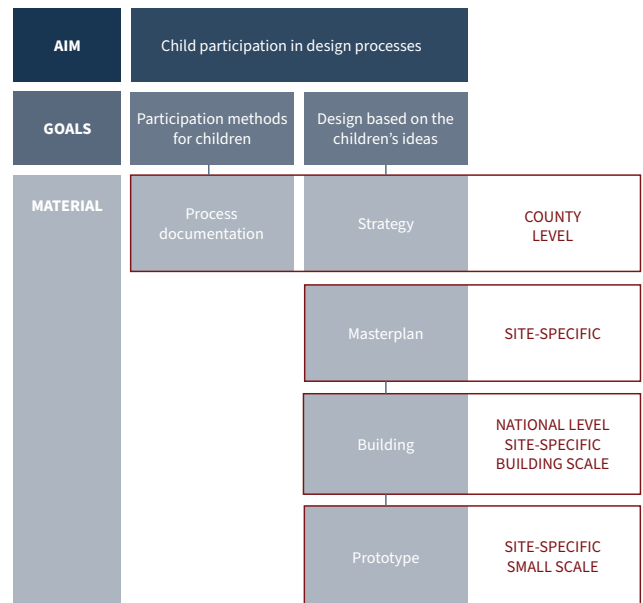 AIM
Child participation in design processes
GOALS
Participation methods
for children
Design based on the
children's ideas
MATERIAL
Process
documentation
Strategy
COUNTY
LEVEL
Masterplan
SITE-SPECIFIC
Building
NATIONAL LEVEL
SITE-SPECIFIC
BUILDING SCALE
Prototype
SITE-SPECIFIC
SMALL SCALE